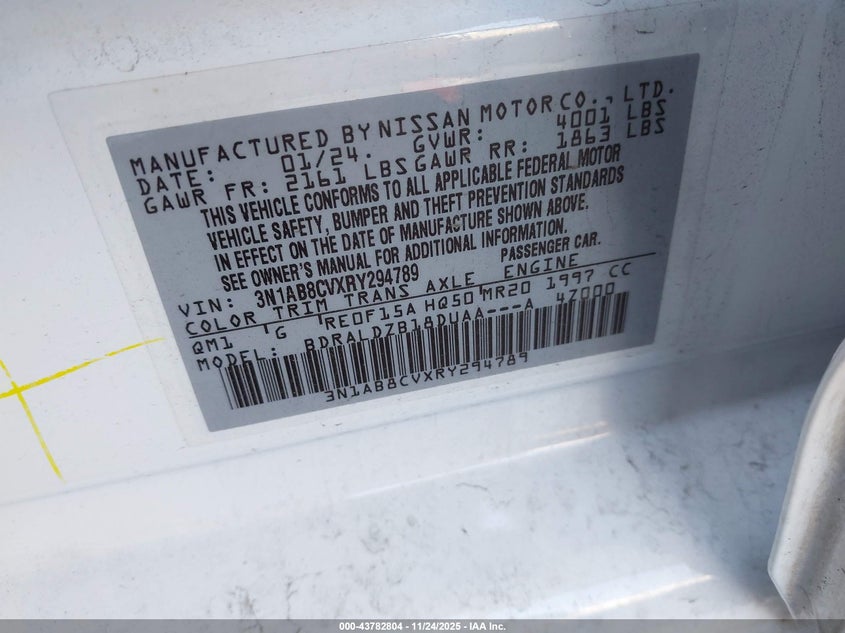 MANUFACTURED BY NISSAN MOTOR CO., LTD.
DATE: 01/24. GVWR: 4001 LBS
GAWR FR: 2161 LBS GAWR RR: 1863 LBS
THIS VEHICLE CONFORMS TO ALL APPLICABLE FEDERAL MOTOR
VEHICLE SAFETY, BUMPER AND THEFT PREVENTION STANDARDS
IN EFFECT ON THE DATE OF MANUFACTURE SHOWN ABOVE.
SEE OWNER'S MANUAL FOR ADDITIONAL INFORMATION.
VIN: 3N1AB8CVXRY294789 PASSENGER CAR.
COLOR TRIM TRANS AXLE ENGINE
QM1 G RE0F15A HQ50 MR20 1997 CC
MODEL: BDRALDZB18DUAA---A 4Z000
3N1AB8CVXRY294789
000-43782804 - 11/24/2025 - IAA Inc.